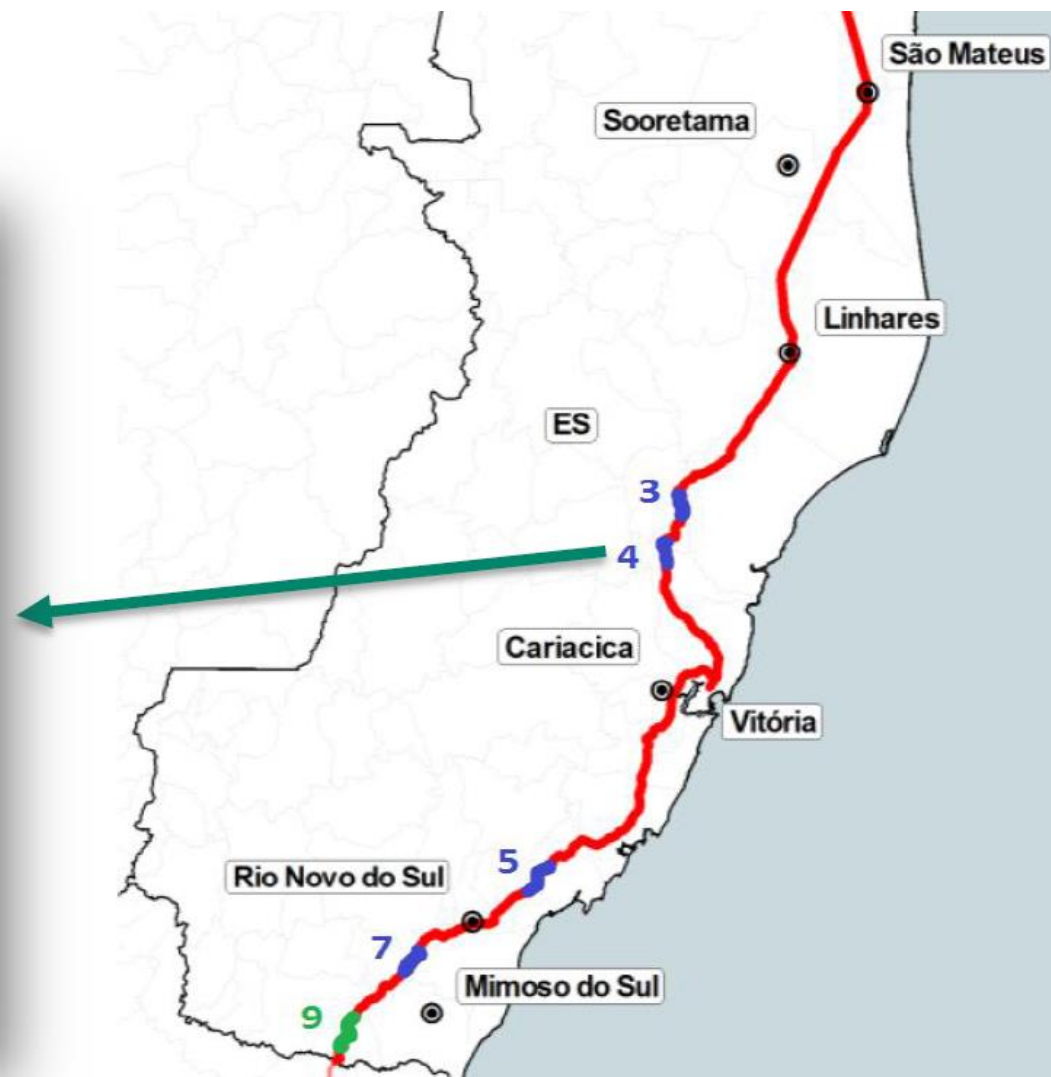 São Mateus
Sooretama
Linhares
ES
3
4
Cariacica
Vitória
5
Rio Novo do Sul
7
Mimoso do Sul
9